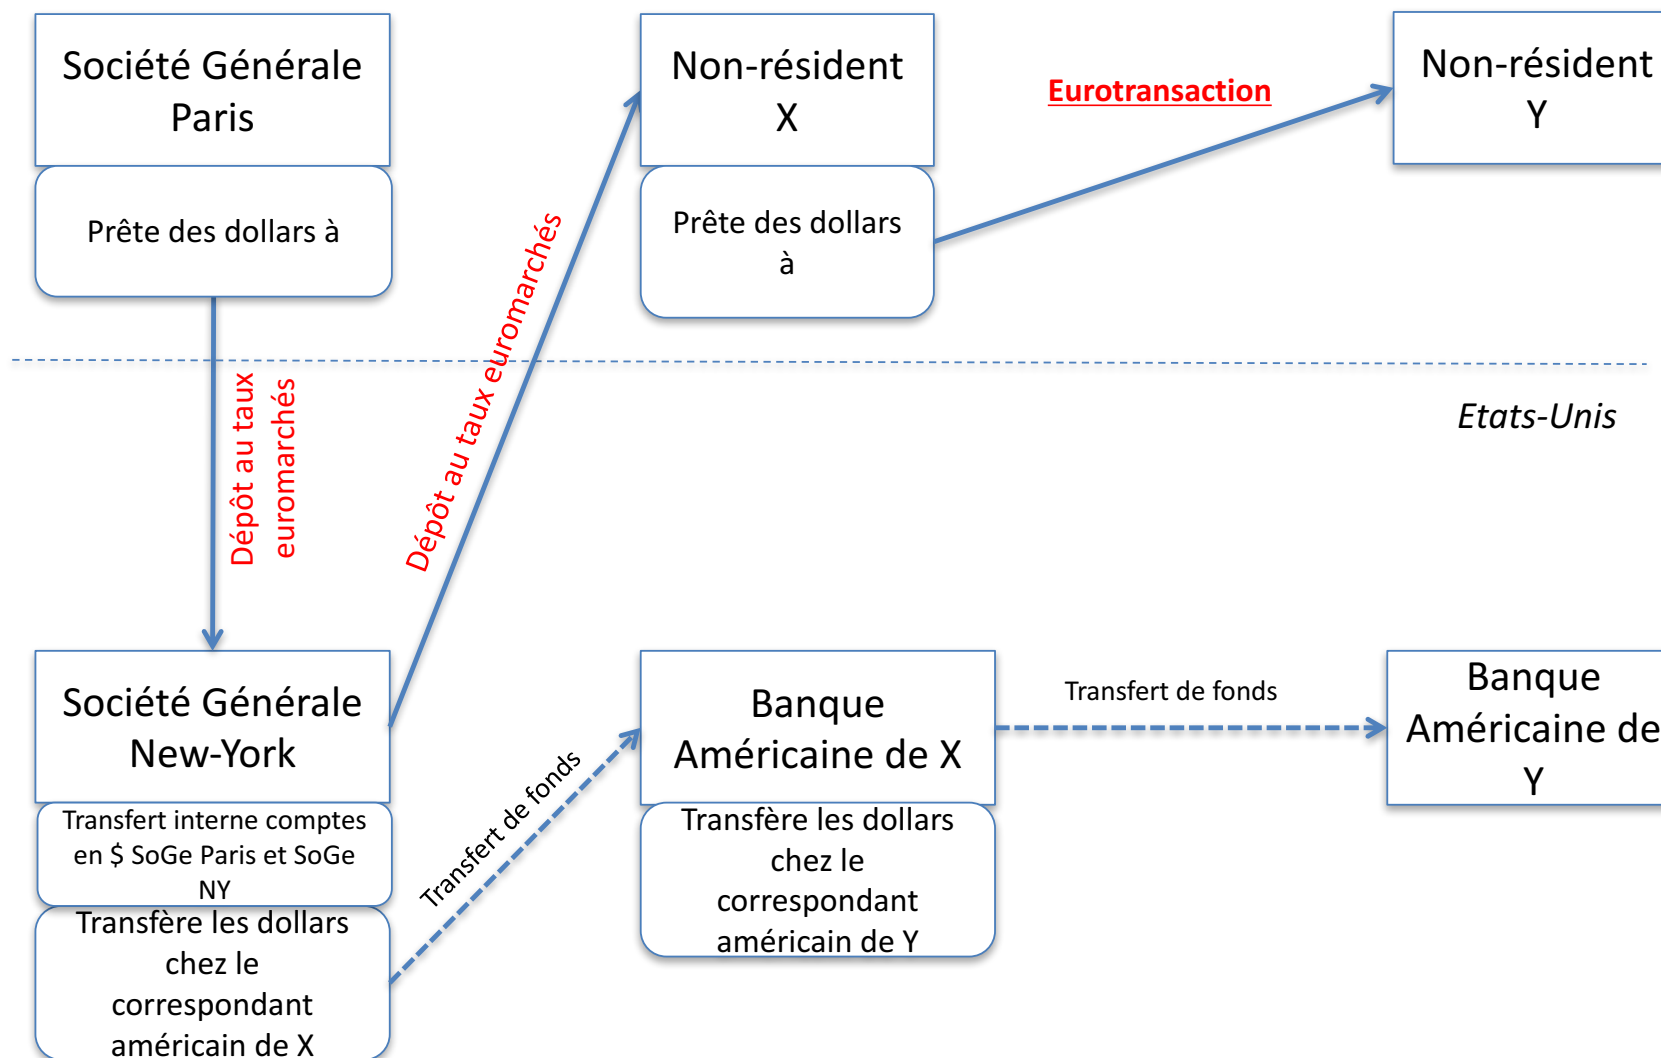 Société Générale
Paris
Prête des dollars à
Non-résident
X
Prête des dollars
à
Eurotransaction
Non-résident
Y
Dépôt au taux
euromarchés
Dépôt au taux euromarchés
Etats-Unis
Société Générale
New-York
Transfert interne comptes
en $ SoGe Paris et SoGe
NY
Transfère les dollars
chez le
correspondant
américain de X
Transfert de fonds
Banque
Américaine de X
Transfère les dollars
chez le
correspondant
américain de Y
Transfert de fonds
Banque
Américaine de
Y